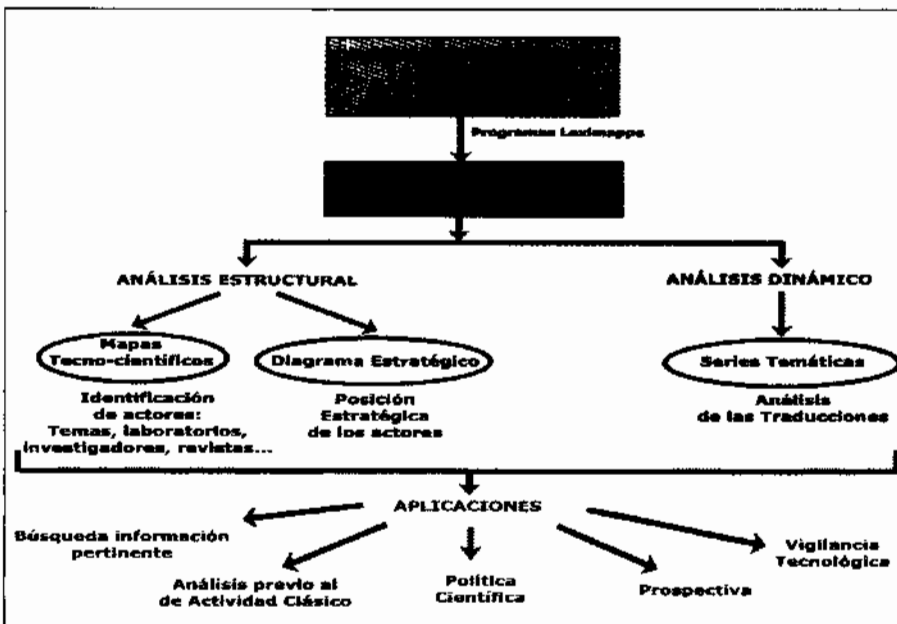 Programas Leximapps
ANÁLISIS ESTRUCTURAL
ANÁLISIS DINÁMICO
Mapas
Tecno-científicos
Diagrama Estratégico
Series Temáticas
Identificación
de actores:
Temas, laboratorios,
investigadores, revistas...
Posición
Estratégica
de los actores
Análisis
de las Traducciones
APLICACIONES
Búsqueda información
pertinente
Análisis previo al
de Actividad Clásico
Política
Científica
Prospectiva
Vigilancia
Tecnológica